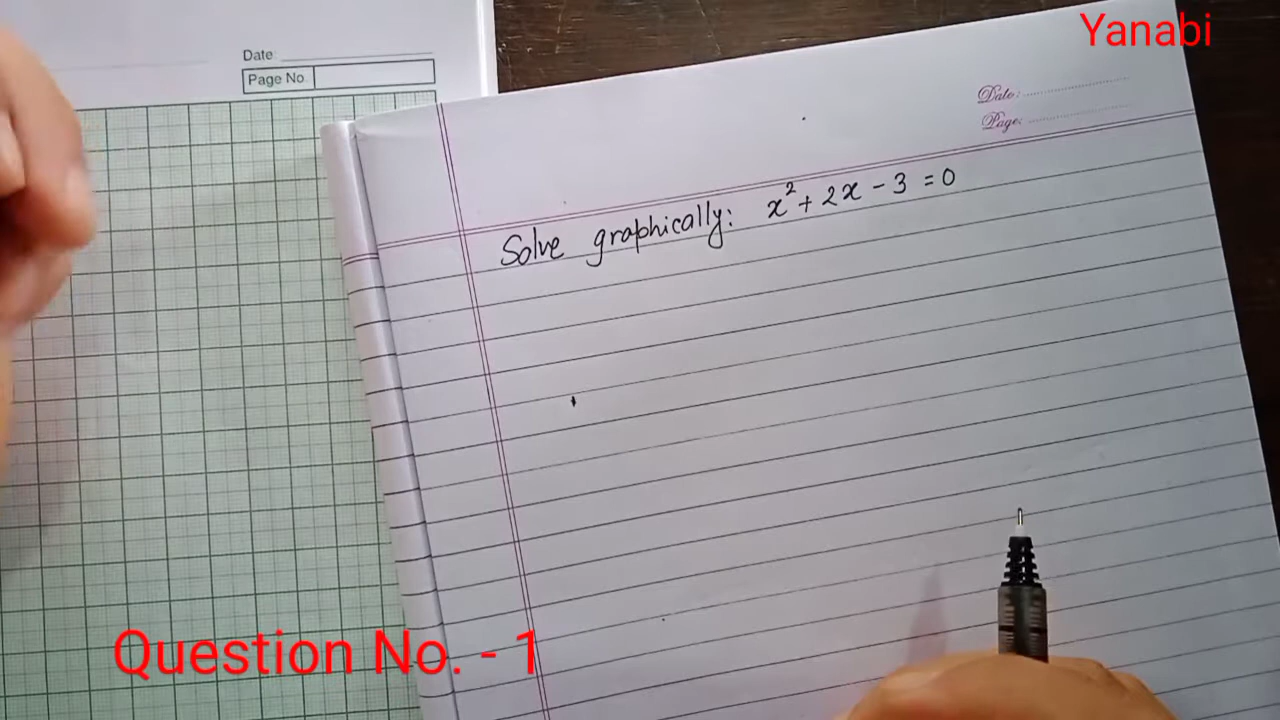 Yanabi
Date:
Page No.
Date:
Page:
Solve graphically: x² + 2x - 3 = 0
Question No. - 1